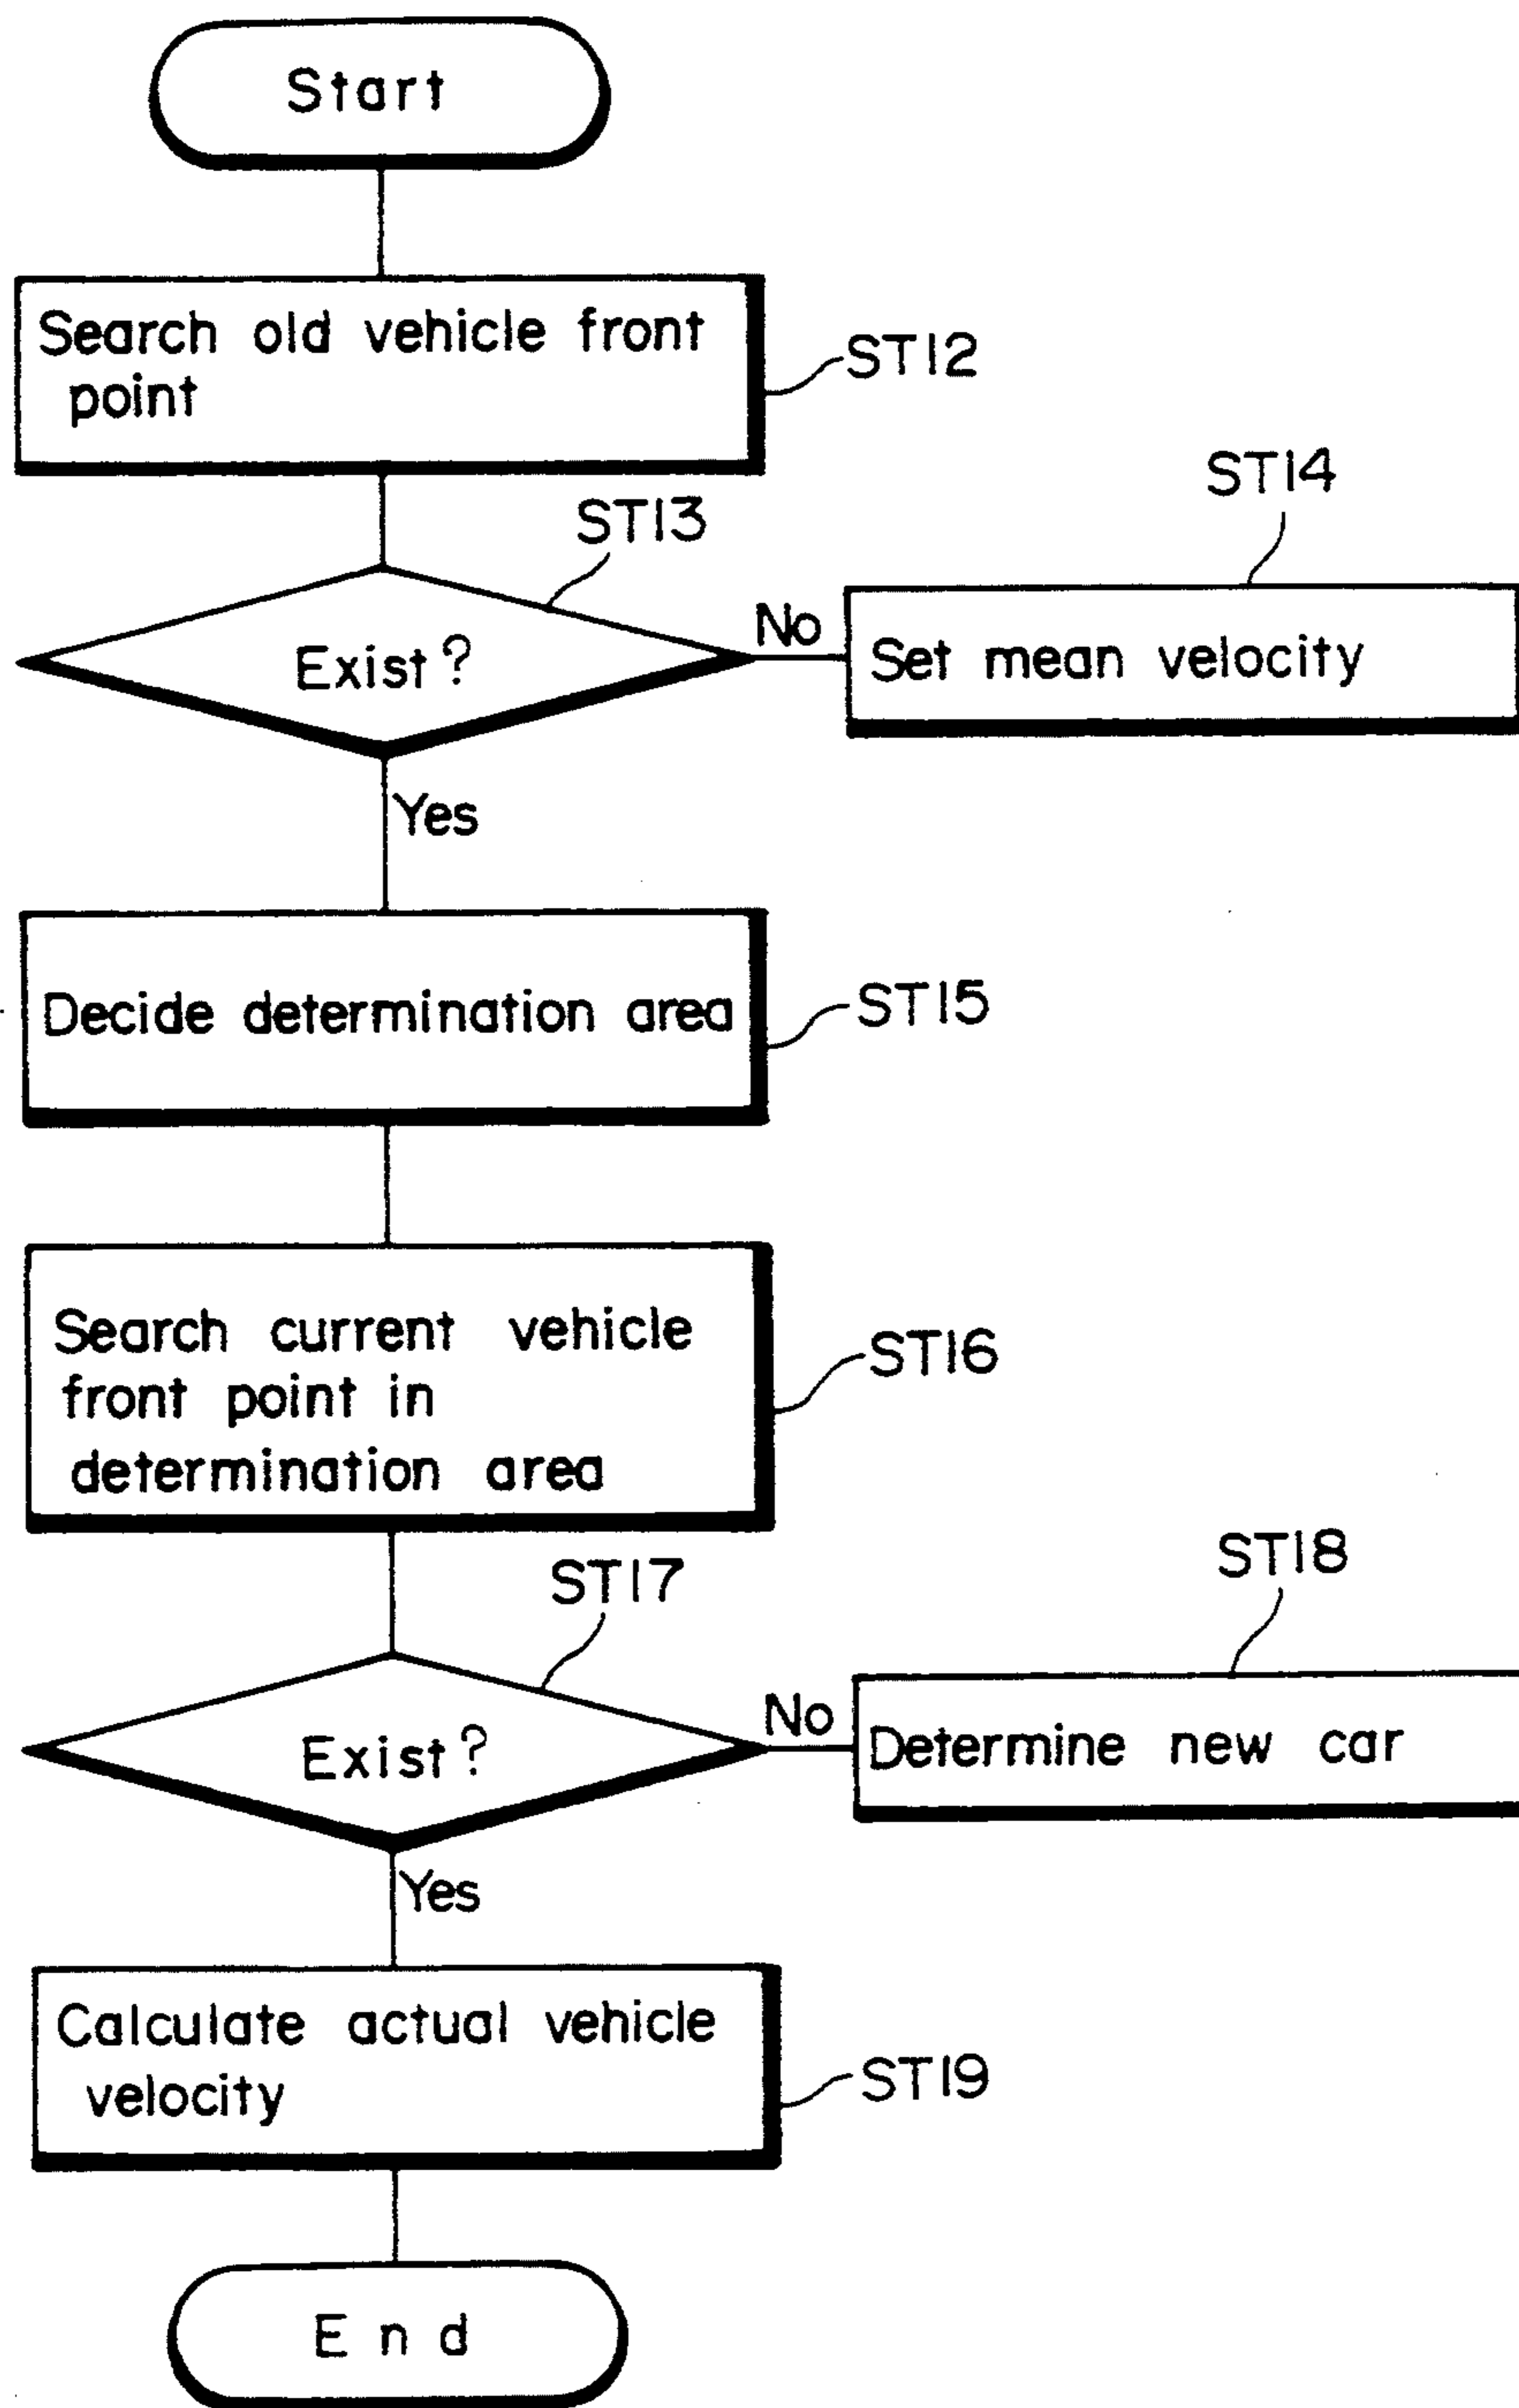 Start
Search old vehicle front
point
ST12
ST13
Exist?
No
ST14
Set mean velocity
Yes
Decide determination area
ST15
Search current vehicle
front point in
determination area
ST16
ST17
Exist?
No
ST18
Determine new car
Yes
Calculate actual vehicle
velocity
ST19
End